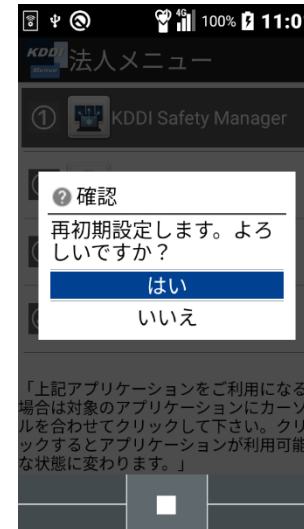 4G 100% 11:0
KDDI 法人メニュー
① KDDI Safety Manager
確認
再初期設定します。よろ
しいですか？
はい
いいえ
「上記アプリケーションをご利用になる
場合は対象のアプリケーションにカーソ
ルを合わせてクリックして下さい。クリ
ックするとアプリケーションが利用可能
な状態に変わります。」